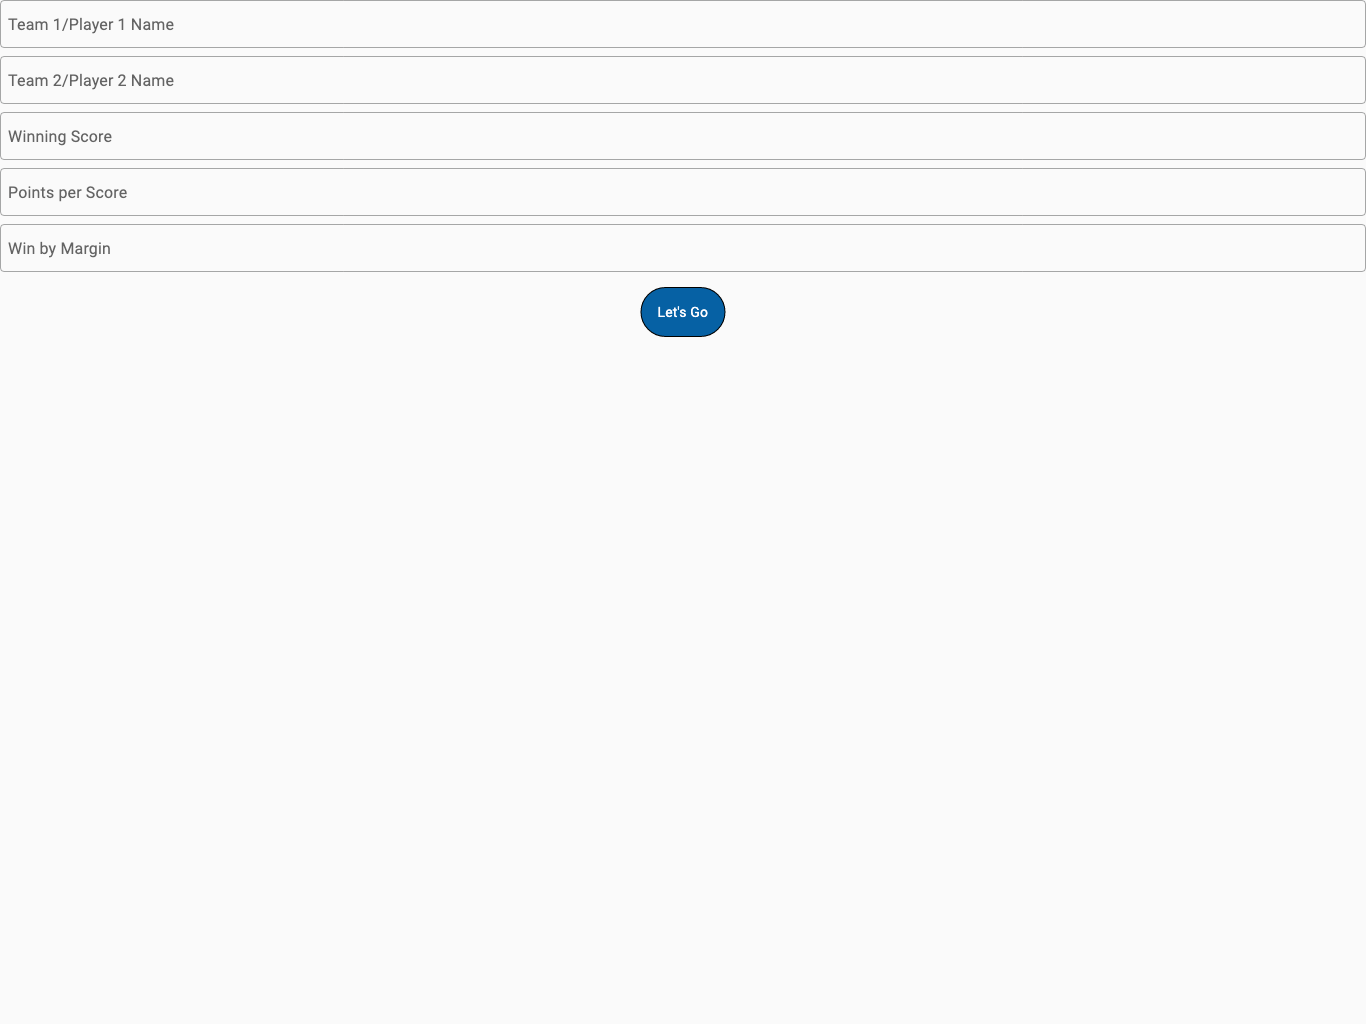 Team 1/Player 1 Name
Team 2/Player 2 Name
Winning Score
Points per Score
Win by Margin
Let's Go